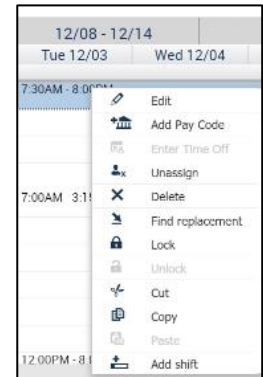 12/08 - 12/14
Tue 12/03 Wed 12/04
7:30AM - 8:00PM
Edit
Add Pay Code
Enter Time Off
Unassign
7:00AM 3:1
Delete
Find replacement
Lock
Unlock
Cut
Copy
Paste
12:00PM - 8:
Add shift